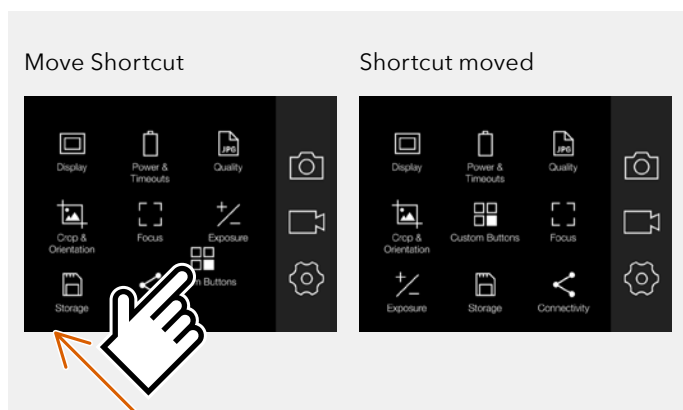 Move Shortcut
Display
Power &
Timeouts
Quality
JPG
Crop &
Orientation
Focus
Exposure
Storage
m Buttons
Shortcut moved
Display
Power &
Timeouts
Quality
JPG
Crop &
Orientation
Custom Buttons
Focus
Exposure
Storage
Connectivity